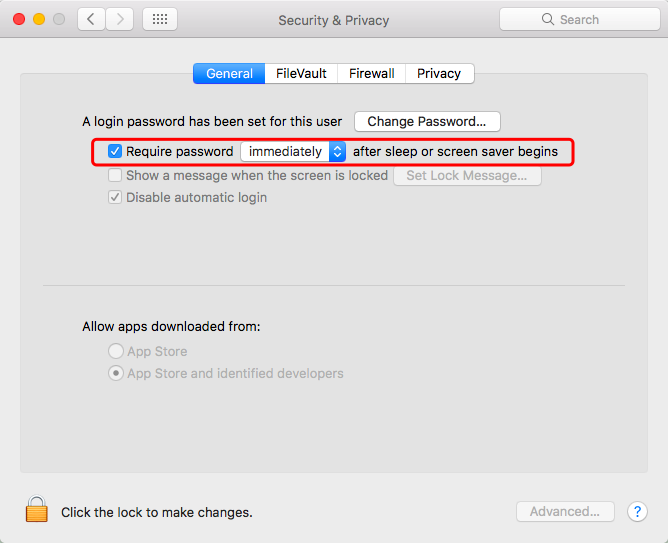 Security & Privacy
Search
General
FileVault
Firewall
Privacy
A login password has been set for this user
Change Password...
Require password immediately after sleep or screen saver begins
Show a message when the screen is locked
Set Lock Message...
Disable automatic login
Allow apps downloaded from:
App Store
App Store and identified developers
Click the lock to make changes.
Advanced...
?